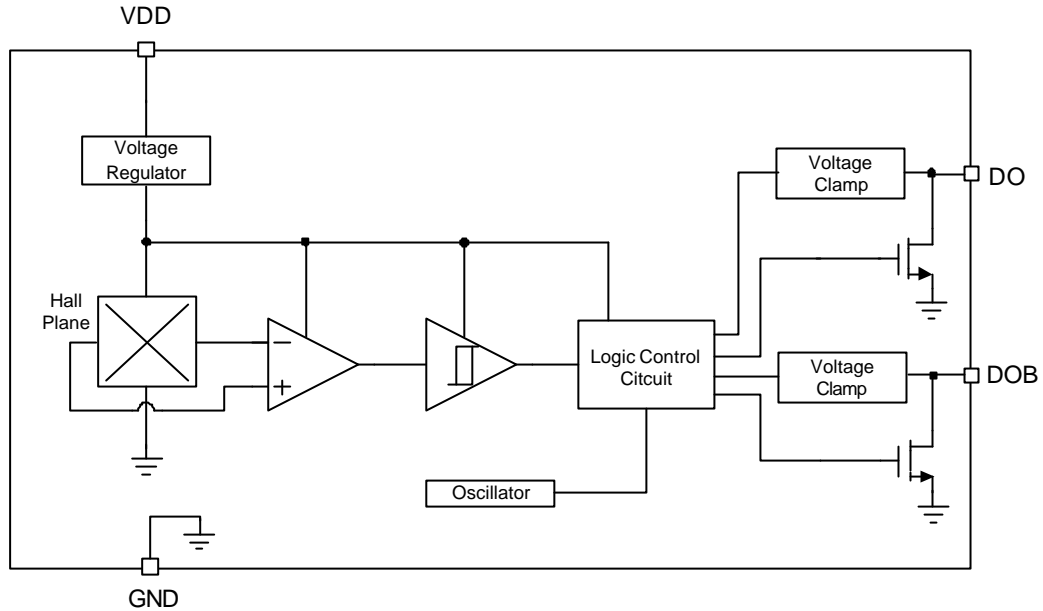 VDD
Voltage
Regulator
Voltage
Clamp
DO
Hall
Plane
−
+
Logic Control
Citcuit
Voltage
Clamp
DOB
Oscillator
GND